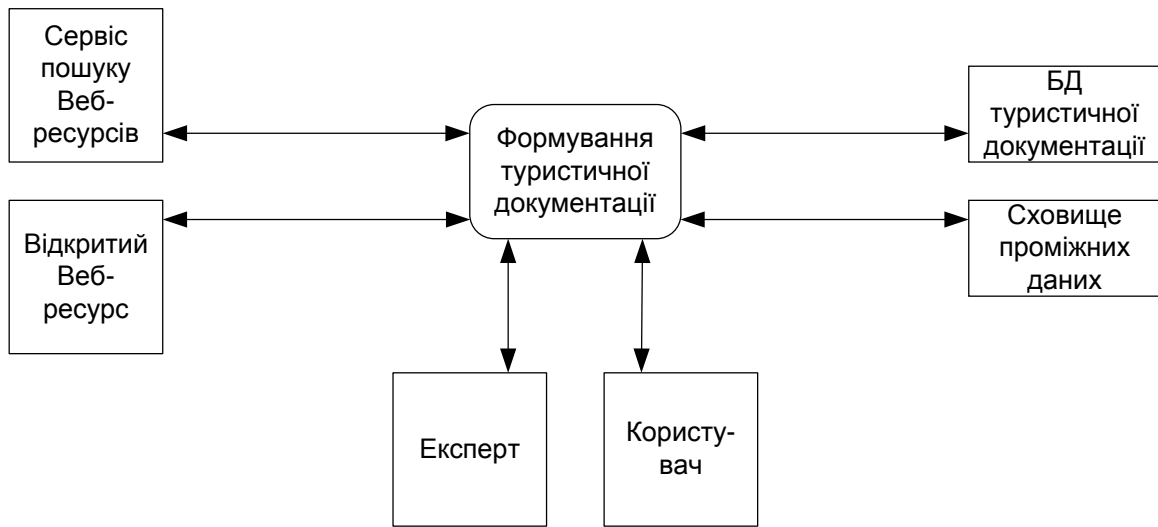 Сервіс
пошуку
Веб-
ресурсів
Формування
туристичної
документації
БД
туристичної
документації
Відкритий
Веб-
ресурс
Сховище
проміжних
даних
Експерт
Користу-
вач